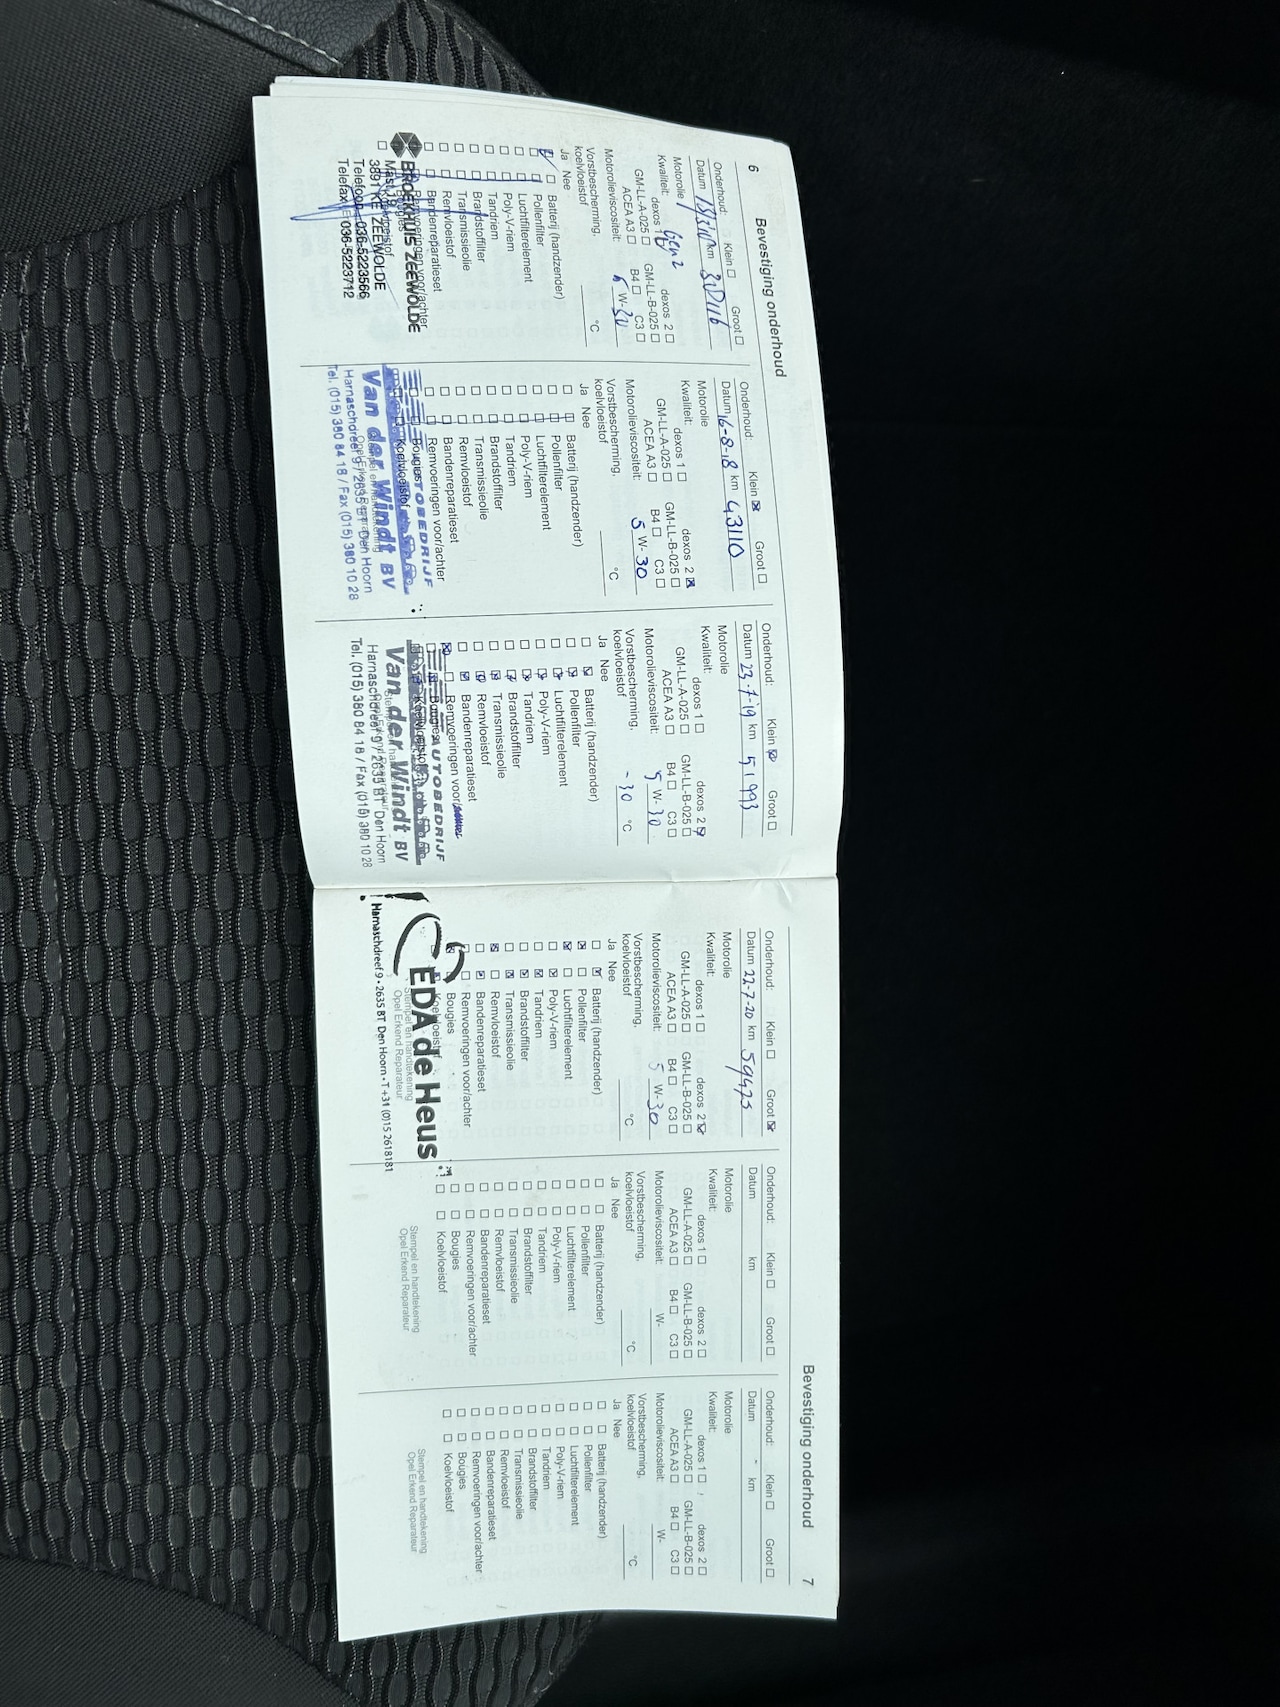 6
Bevestiging onderhoud
Onderhoud: Klein ☐ Groot ☐
Datum km
Motorolie Gen 2
Kwaliteit: dexos 1 dexos 2 ☐
GM-LL-A-025 ☐ GM-LL-B-025 ☐
ACEA A3 ☐ B4 ☐ C3 ☐
Motorolieviscositeit: 5 W-30
Vorstbescherming,
koelvloeistof °C
Ja Nee
Batterij (handzender)
Pollenfilter
Luchtfilterelement
Poly-V-riem
Tandriem
Brandstoffilter
Transmissieolie
Remvloeistof
Bandenreparatieset
Remvoeringen voor/achter
Bougies
Koelvloeistof
BROEKHUIS ZEEWOLDE
Mast 19
3891 KE ZEEWOLDE
Telefoon 036-5223566
Telefax 036-5223712
Onderhoud: Klein ☒ Groot ☐
Datum 16-8-18 km 43110
Motorolie
Kwaliteit: dexos 1 ☐ dexos 2 ☒
GM-LL-A-025 ☐ GM-LL-B-025 ☐
ACEA A3 ☐ B4 ☐ C3 ☐
Motorolieviscositeit: 5 W-30
Vorstbescherming,
koelvloeistof °C
Ja Nee
Batterij (handzender)
Pollenfilter
Luchtfilterelement
Poly-V-riem
Tandriem
Brandstoffilter
Transmissieolie
Remvloeistof
Bandenreparatieset
Remvoeringen voor/achter
Bougies
Koelvloeistof
AUTOBEDRIJF
Van der Windt BV
Harnaschdreef 9 / 2635 BT Den Hoorn
Tel. (015) 380 84 18 / Fax (015) 380 10 28
Onderhoud: Klein ☒ Groot ☐
Datum 23-7-19 km 51993
Motorolie
Kwaliteit: dexos 1 ☐ dexos 2 ☒
GM-LL-A-025 ☐ GM-LL-B-025 ☐
ACEA A3 ☐ B4 ☐ C3 ☐
Motorolieviscositeit: 5 W-30
Vorstbescherming,
koelvloeistof -30 °C
Ja Nee
Batterij (handzender)
Pollenfilter
Luchtfilterelement
Poly-V-riem
Tandriem
Brandstoffilter
Transmissieolie
Remvloeistof
Bandenreparatieset
Remvoeringen voor/
Bougies
Koelvloeistof
AUTOBEDRIJF
Van der Windt BV
Harnaschdreef 9 / 2635 BT Den Hoorn
Tel. (015) 380 84 18 / Fax (015) 380 10 28
Bevestiging onderhoud
7
Onderhoud: Klein ☐ Groot ☒
Datum 22-7-20 km 59475
Motorolie
Kwaliteit: dexos 1 ☐ dexos 2 ☒
GM-LL-A-025 ☐ GM-LL-B-025 ☐
ACEA A3 ☐ B4 ☐ C3 ☐
Motorolieviscositeit: 5 W-30
Vorstbescherming,
koelvloeistof °C
Ja Nee
Batterij (handzender)
Pollenfilter
Luchtfilterelement
Poly-V-riem
Tandriem
Brandstoffilter
Transmissieolie
Remvloeistof
Bandenreparatieset
Remvoeringen voor/achter
Bougies
Koelvloeistof
EDA de Heus
Stempel en handtekening
Opel Erkend Reparateur
Harnaschdreef 9 • 2635 BT Den Hoorn • T +31 (0)15 2618181
Onderhoud: Klein ☐ Groot ☐
Datum km
Motorolie
Kwaliteit: dexos 1 ☐ dexos 2 ☐
GM-LL-A-025 ☐ GM-LL-B-025 ☐
ACEA A3 ☐ B4 ☐ C3 ☐
Motorolieviscositeit: W-
Vorstbescherming,
koelvloeistof °C
Ja Nee
☐ ☐ Batterij (handzender)
☐ ☐ Pollenfilter
☐ ☐ Luchtfilterelement
☐ ☐ Poly-V-riem
☐ ☐ Tandriem
☐ ☐ Brandstoffilter
☐ ☐ Transmissieolie
☐ ☐ Remvloeistof
☐ ☐ Bandenreparatieset
☐ ☐ Remvoeringen voor/achter
☐ ☐ Bougies
☐ ☐ Koelvloeistof
Stempel en handtekening
Opel Erkend Reparateur
Onderhoud: Klein ☐ Groot ☐
Datum km
Motorolie
Kwaliteit: dexos 1 ☐ dexos 2 ☐
GM-LL-A-025 ☐ GM-LL-B-025 ☐
ACEA A3 ☐ B4 ☐ C3 ☐
Motorolieviscositeit: W-
Vorstbescherming,
koelvloeistof °C
Ja Nee
☐ ☐ Batterij (handzender)
☐ ☐ Pollenfilter
☐ ☐ Luchtfilterelement
☐ ☐ Poly-V-riem
☐ ☐ Tandriem
☐ ☐ Brandstoffilter
☐ ☐ Transmissieolie
☐ ☐ Remvloeistof
☐ ☐ Bandenreparatieset
☐ ☐ Remvoeringen voor/achter
☐ ☐ Bougies
☐ ☐ Koelvloeistof
Stempel en handtekening
Opel Erkend Reparateur